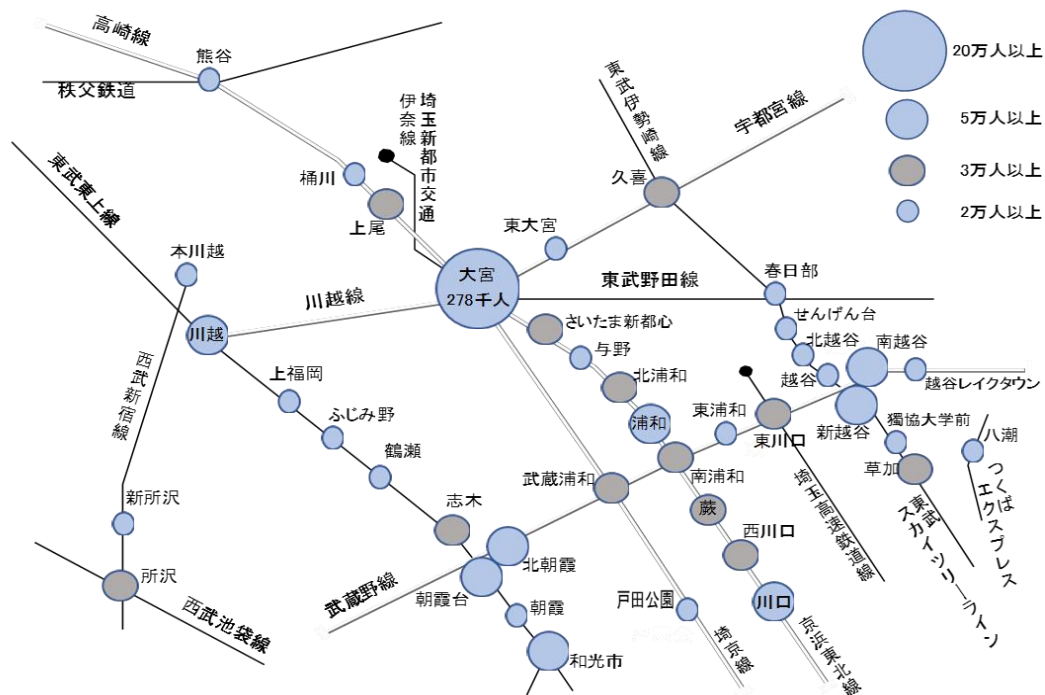 高崎線
熊谷
秩父鉄道
埼玉新都市交通
伊奈線
東武伊勢崎線
宇都宮線
20万人以上
5万人以上
3万人以上
2万人以上
桶川
上尾
久喜
東大宮
東武東上線
本川越
川越線
大宮
278千人
東武野田線
春日部
せんげん台
北越谷
南越谷
越谷
越谷レイクタウン
新越谷
獨協大学前
八潮
草加
つくばエクスプレス
東武スカイツリーライン
川越
西武新宿線
上福岡
ふじみ野
鶴瀬
志木
さいたま新都心
与野
北浦和
浦和
東浦和
東川口
南浦和
武蔵浦和
蕨
西川口
埼玉高速鉄道線
新所沢
所沢
西武池袋線
武蔵野線
北朝霞
朝霞台
朝霞
和光市
戸田公園
川口
埼京線
京浜東北線